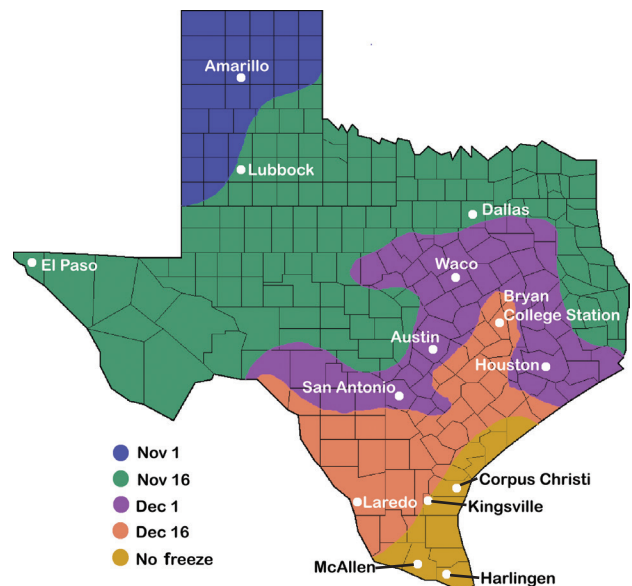 Amarillo
Lubbock
Dallas
El Paso
Waco
Bryan
College Station
Austin
Houston
San Antonio
Nov 1
Nov 16
Dec 1
Dec 16
No freeze
Corpus Christi
Laredo
Kingsville
McAllen
Harlingen